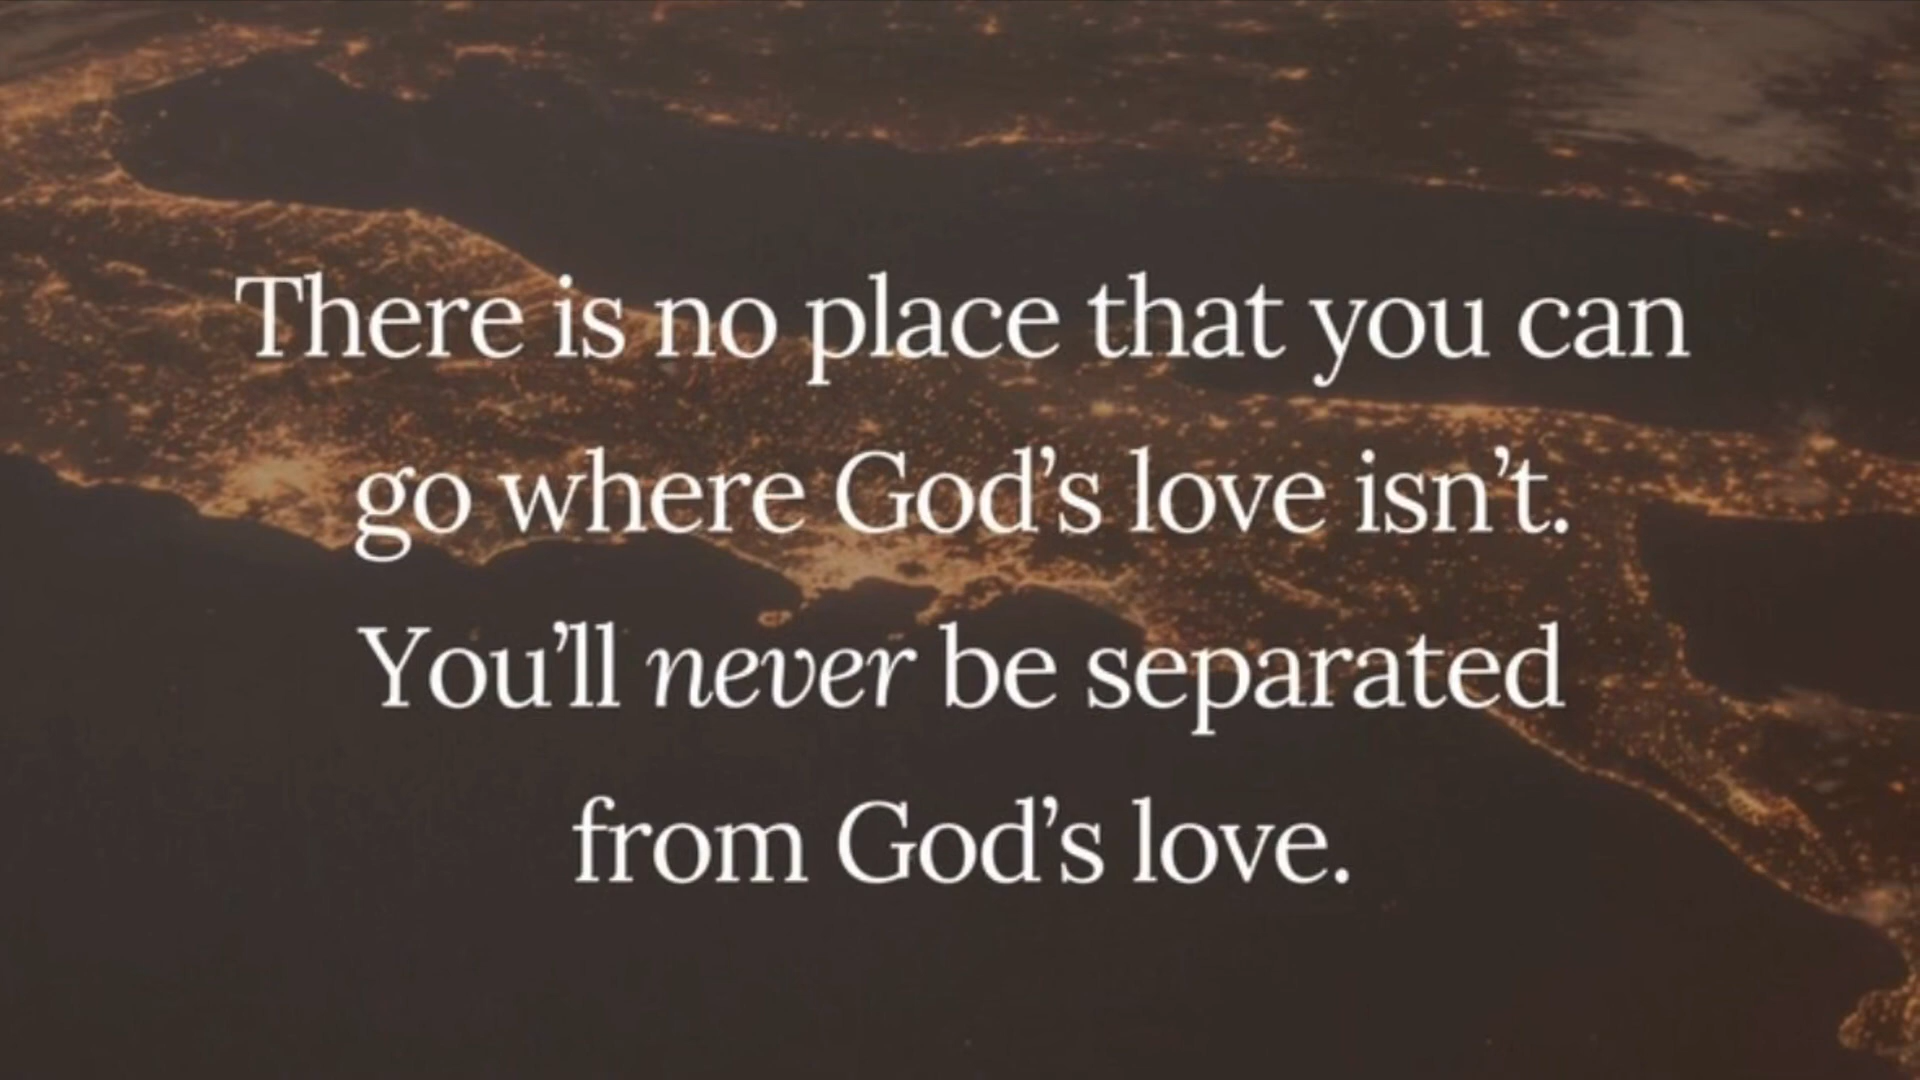 There is no place that you can
go where God’s love isn’t.
You’ll never be separated
from God’s love.